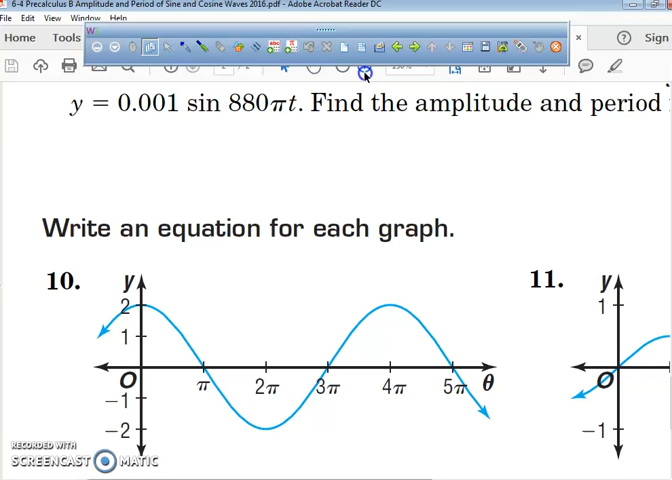 6-4 Precalculus B Amplitude and Period of Sine and Cosine Waves 2016.pdf - Adobe Acrobat Reader DC
File Edit View Window Help
Home Tools
y = 0.001 sin 880πt. Find the amplitude and period
Write an equation for each graph.
10.
y
2
1
O
-1
-2
π 2π 3π 4π 5π θ
11.
y
1
O
-1
RECORDED WITH
SCREENCAST MATIC